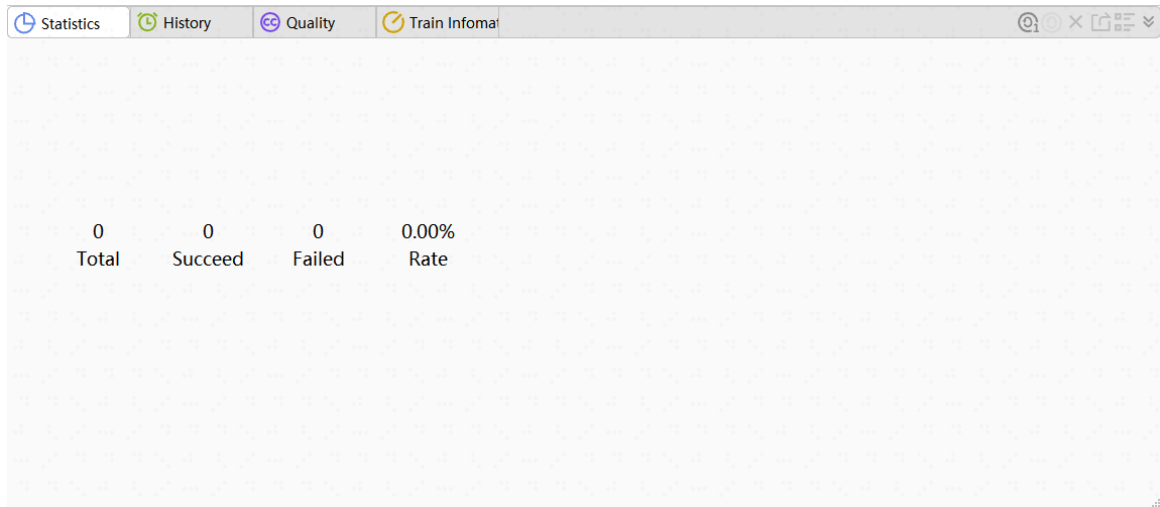 Statistics History Quality Train Infomat
0 0 0 0.00%
Total Succeed Failed Rate